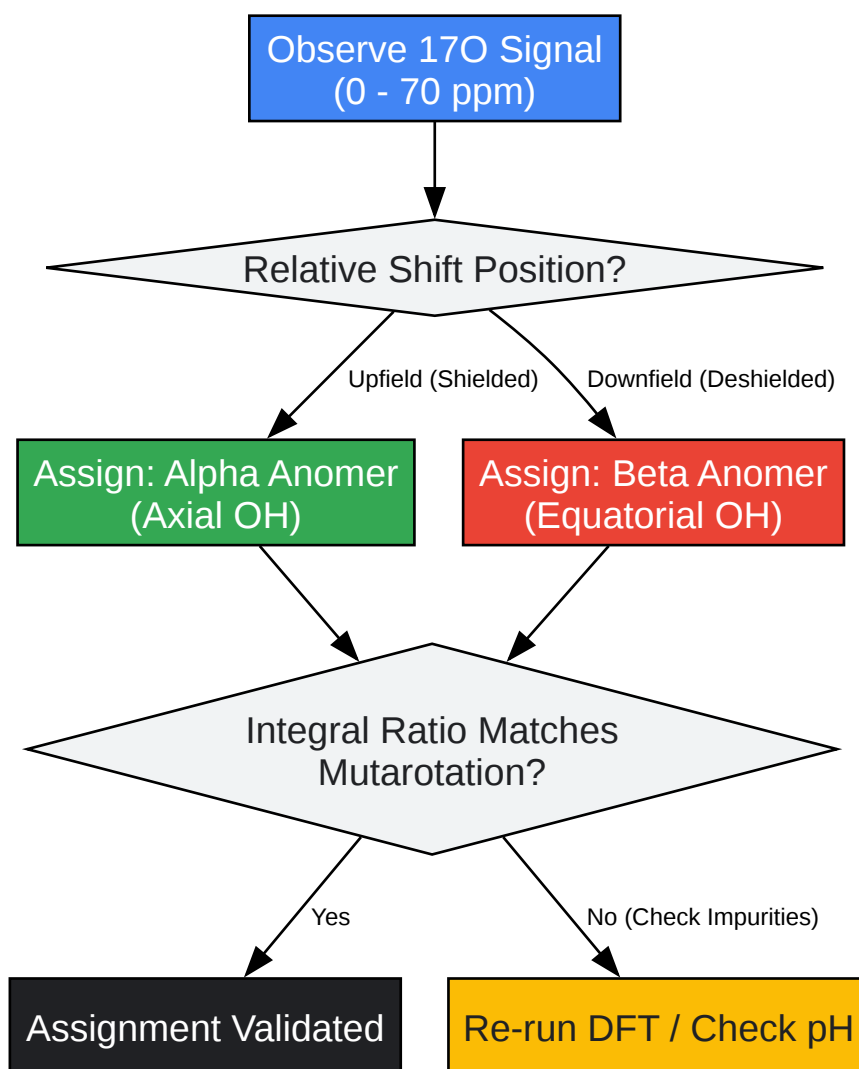 Observe 17O Signal
(0 - 70 ppm)
Relative Shift Position?
Upfield (Shielded)
Downfield (Deshielded)
Assign: Alpha Anomer
(Axial OH)
Assign: Beta Anomer
(Equatorial OH)
Integral Ratio Matches
Mutarotation?
Yes
No (Check Impurities)
Assignment Validated
Re-run DFT / Check pH